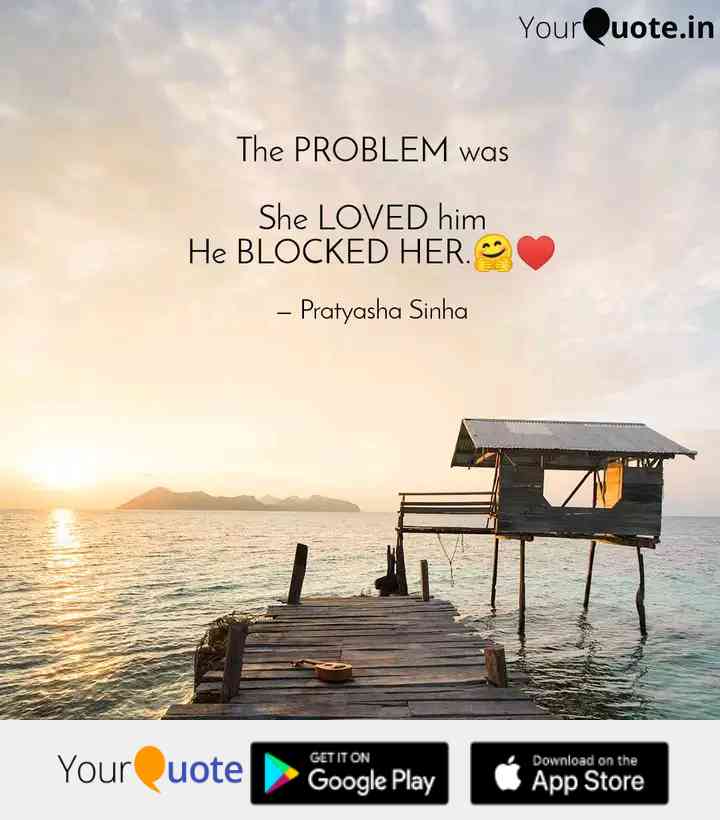 YourQuote.in
The PROBLEM was
She LOVED him
He BLOCKED HER.🤗♥️
– Pratyasha Sinha
YourQuote
GET IT ON
Google Play
Download on the
App Store